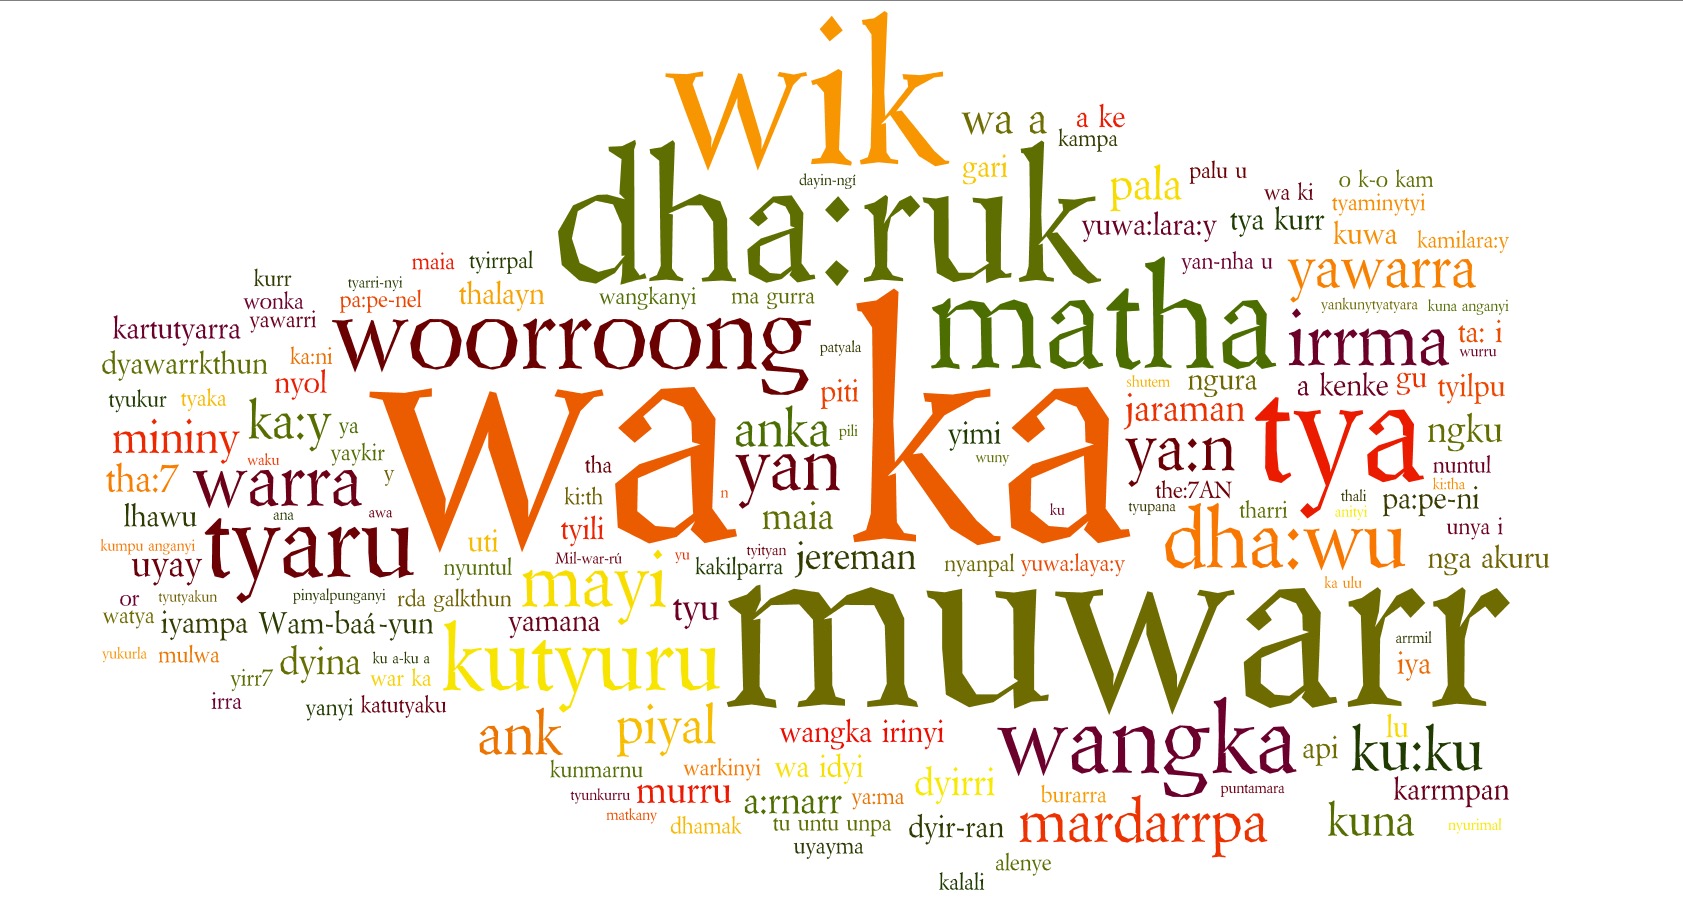 wik
wa a
a ke
kampa
gari
dayin-ngí
dha:ruk
pala
palu u
wa ki
o k-o kam
tyaminytyi
yuwa:lara:y
tya kurr
kuwa
kamilara:y
maia
tyirrpal
yan-nha u
yawarra
kurr
tyarri-nyi
wonka
pa:pe-nel
thalayn
wangkanyi
ma gurra
matha
yankunytyatyara
kuna anganyi
kartutyarra
yawarri
woorroong
irrma
ta: i
wurru
dyawarrkthun
ka:ni
nyol
patyala
piti
shutem
ngura
a kenke
gu
tyilpu
tyukur
tyaka
ka:y
ya
waka
anka
pili
yimi
wuny
jaraman
tya
ngku
mininy
yaykir
waku
tha:7
warra
y
tha
yan
ya:n
nuntul
ki:tha
ki:th
n
the:7AN
thali
anityi
pa:pe-ni
lhawu
ana
awa
tyili
maia
ku
tyupana
tharri
unya i
kumpu anganyi
tyaru
uti
dha:wu
uyay
nyuntul
Mil-war-rú
yu
tyityan
kakilparra
jereman
nyanpal
yuwa:laya:y
nga akuru
or
tyutyakun
pinyalpunganyi
rda galkthun
mayi
tyu
muwarr
ka ulu
watya
iyampa
Wam-baá-yun
yamana
arrmil
iya
yukurla
mulwa
dyina
ku a-ku a
kutyuru
yirr7
war ka
irra
yanyi
katutyaku
ank
piyal
wangka irinyi
wangka
api
lu
ku:ku
kunmarnu
warkinyi
wa idyi
dyirri
puntamara
karrmpan
tyunkurru
murru
a:rnarr
ya:ma
burarra
matkany
dhamak
tu untu unpa
dyir-ran
mardarrpa
kuna
nyurimal
uyayma
alenye
kalali